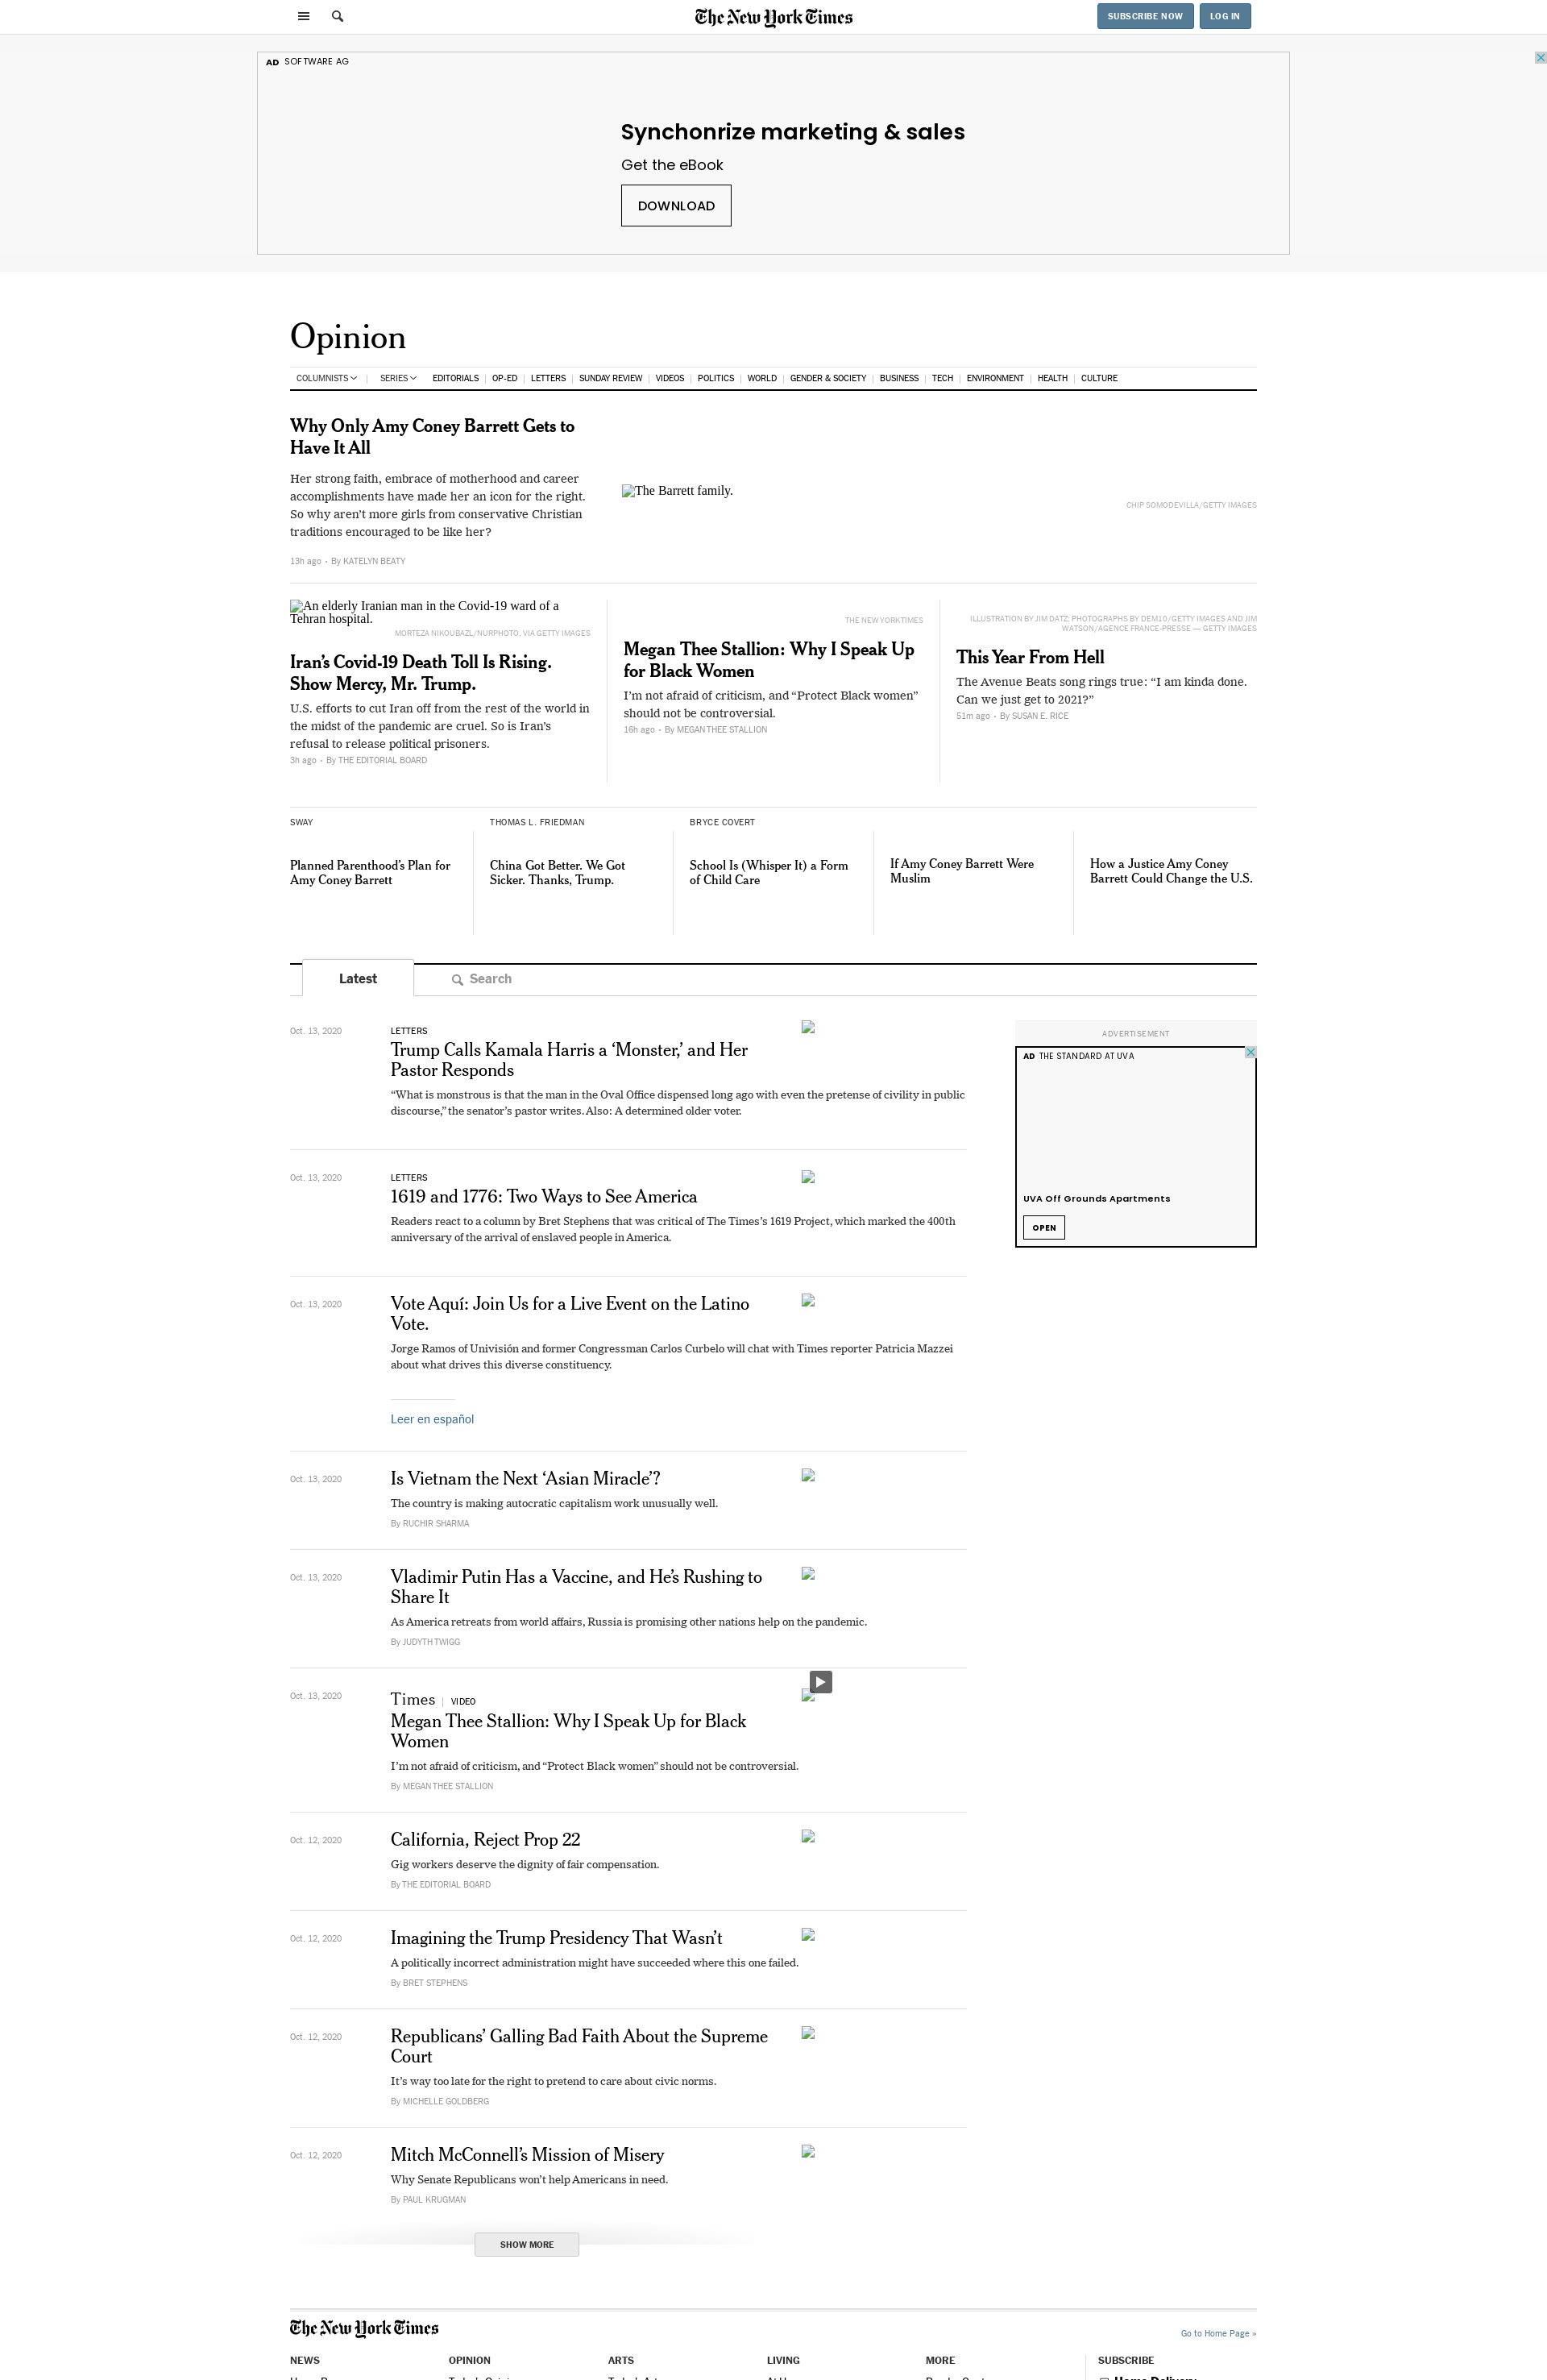 The New York Times
SUBSCRIBE NOW
LOG IN
AD SOFTWARE AG
Synchonrize marketing & sales
Get the eBook
DOWNLOAD
Opinion
COLUMNISTS
SERIES
EDITORIALS
OP-ED
LETTERS
SUNDAY REVIEW
VIDEOS
POLITICS
WORLD
GENDER & SOCIETY
BUSINESS
TECH
ENVIRONMENT
HEALTH
CULTURE
Why Only Amy Coney Barrett Gets to
Have It All
Her strong faith, embrace of motherhood and career
accomplishments have made her an icon for the right.
So why aren't more girls from conservative Christian
traditions encouraged to be like her?
13h ago • By KATELYN BEATY
The Barrett family.
CHIP SOMODEVILLA/GETTY IMAGES
An elderly Iranian man in the Covid-19 ward of a
Tehran hospital.
MORTEZA NIKOUBAZL/NURPHOTO, VIA GETTY IMAGES
Iran's Covid-19 Death Toll Is Rising.
Show Mercy, Mr. Trump.
U.S. efforts to cut Iran off from the rest of the world in
the midst of the pandemic are cruel. So is Iran's
refusal to release political prisoners.
3h ago • By THE EDITORIAL BOARD
THE NEW YORK TIMES
Megan Thee Stallion: Why I Speak Up
for Black Women
I'm not afraid of criticism, and “Protect Black women”
should not be controversial.
16h ago • By MEGAN THEE STALLION
ILLUSTRATION BY JIM DATZ; PHOTOGRAPHS BY DEM10/GETTY IMAGES AND JIM
WATSON/AGENCE FRANCE-PRESSE — GETTY IMAGES
This Year From Hell
The Avenue Beats song rings true: “I am kinda done.
Can we just get to 2021?”
51m ago • By SUSAN E. RICE
SWAY
Planned Parenthood's Plan for
Amy Coney Barrett
THOMAS L. FRIEDMAN
China Got Better. We Got
Sicker. Thanks, Trump.
BRYCE COVERT
School Is (Whisper It) a Form
of Child Care
If Amy Coney Barrett Were
Muslim
How a Justice Amy Coney
Barrett Could Change the U.S.
Latest
Search
Oct. 13, 2020
LETTERS
Trump Calls Kamala Harris a ‘Monster,’ and Her
Pastor Responds
“What is monstrous is that the man in the Oval Office dispensed long ago with even the pretense of civility in public
discourse,” the senator's pastor writes. Also: A determined older voter.
ADVERTISEMENT
AD THE STANDARD AT UVA
UVA Off Grounds Apartments
OPEN
Oct. 13, 2020
LETTERS
1619 and 1776: Two Ways to See America
Readers react to a column by Bret Stephens that was critical of The Times's 1619 Project, which marked the 400th
anniversary of the arrival of enslaved people in America.
Oct. 13, 2020
Vote Aquí: Join Us for a Live Event on the Latino
Vote.
Jorge Ramos of Univisión and former Congressman Carlos Curbelo will chat with Times reporter Patricia Mazzei
about what drives this diverse constituency.
Leer en español
Oct. 13, 2020
Is Vietnam the Next ‘Asian Miracle’?
The country is making autocratic capitalism work unusually well.
By RUCHIR SHARMA
Oct. 13, 2020
Vladimir Putin Has a Vaccine, and He's Rushing to
Share It
As America retreats from world affairs, Russia is promising other nations help on the pandemic.
By JUDYTH TWIGG
Oct. 13, 2020
Times | VIDEO
Megan Thee Stallion: Why I Speak Up for Black
Women
I'm not afraid of criticism, and “Protect Black women” should not be controversial.
By MEGAN THEE STALLION
Oct. 12, 2020
California, Reject Prop 22
Gig workers deserve the dignity of fair compensation.
By THE EDITORIAL BOARD
Oct. 12, 2020
Imagining the Trump Presidency That Wasn't
A politically incorrect administration might have succeeded where this one failed.
By BRET STEPHENS
Oct. 12, 2020
Republicans' Galling Bad Faith About the Supreme
Court
It's way too late for the right to pretend to care about civic norms.
By MICHELLE GOLDBERG
Oct. 12, 2020
Mitch McConnell's Mission of Misery
Why Senate Republicans won't help Americans in need.
By PAUL KRUGMAN
SHOW MORE
The New York Times
Go to Home Page »
NEWS
OPINION
ARTS
LIVING
MORE
SUBSCRIBE